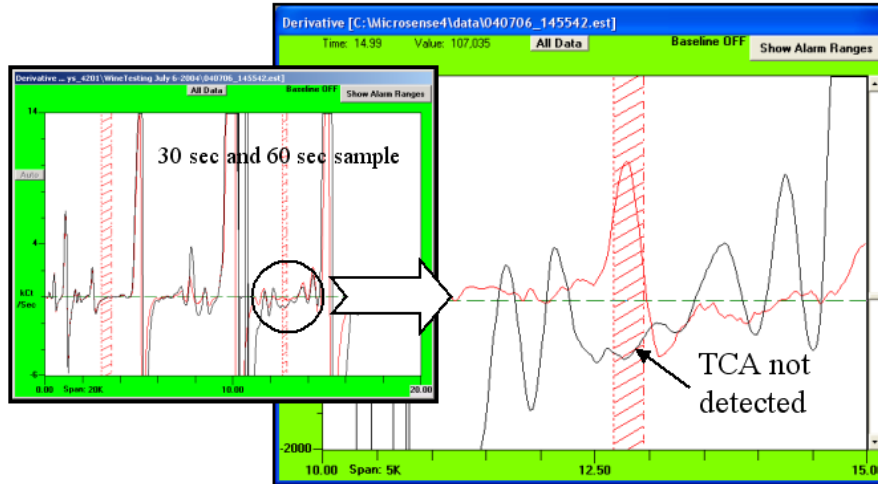 Derivative [C:\Microsense4\data\040706_145542.est]
Time: 14.99 Value: 107,035 All Data Baseline OFF Show Alarm Ranges
Derivative ... ys_4201\WineTesting July 6-2004\040706_145542.est]
All Data Baseline OFF Show Alarm Ranges
14
30 sec and 60 sec sample
Auto
4
kCt
/Sec
-6
0.00 Span: 20K 10.00 20.00
TCA not
detected
-2000
10.00 Span: 5K 12.50 15.00